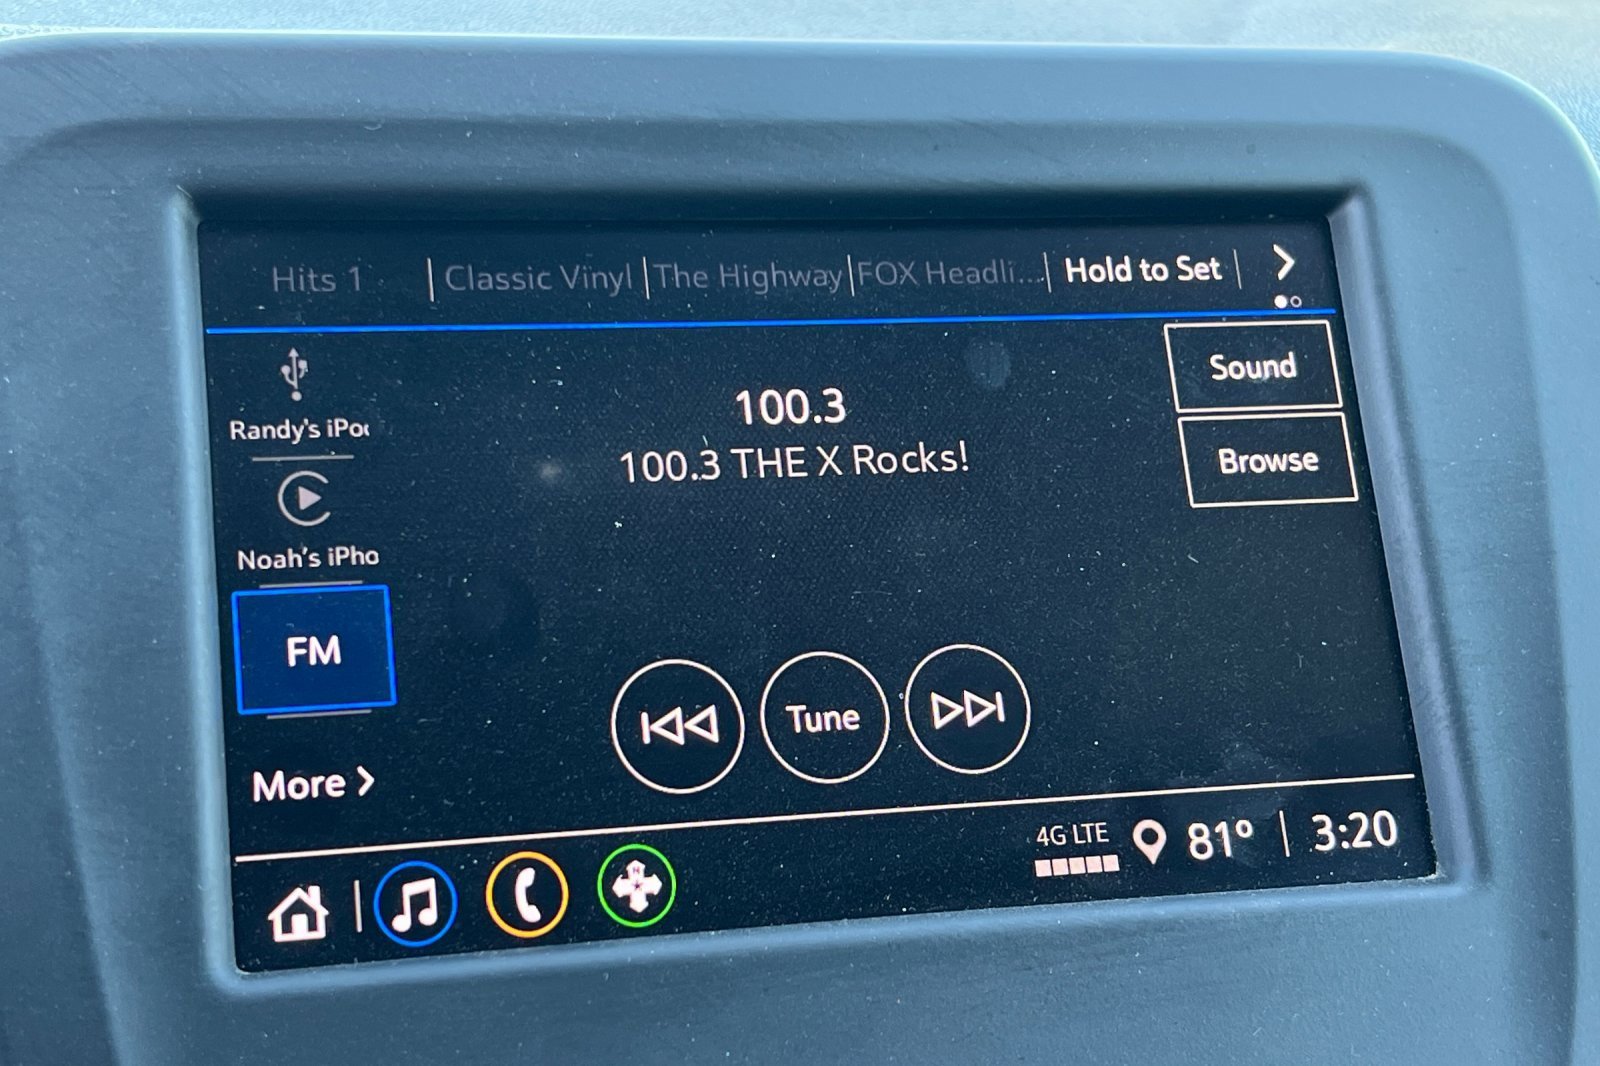 Hits 1 | Classic Vinyl | The Highway | FOX Headli... | Hold to Set |
Sound
Randy's iPo
100.3
100.3 THE X Rocks!
Browse
Noah's iPho
FM
Tune
More
4G LTE 81° | 3:20